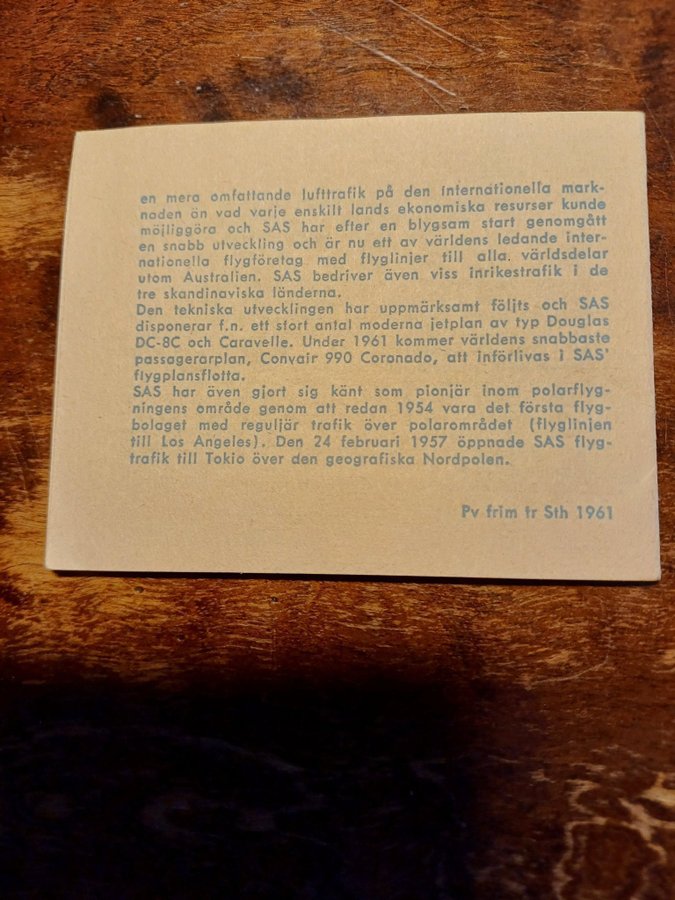 en mera omfattande lufttrafik på den internationella mark-
naden än vad varje enskilt lands ekonomiska resurser kunde
möjliggöra och SAS har efter en blygsam start genomgått
en snabb utveckling och är nu ett av världens ledande inter-
nationella flygföretag med flyglinjer till alla världsdelar
utom Australien. SAS bedriver även viss inrikestrafik i de
tre skandinaviska länderna.
Den tekniska utvecklingen har uppmärksamt följts och SAS
disponerar f.n. ett stort antal moderna jetplan av typ Douglas
DC-8C och Caravelle. Under 1961 kommer världens snabbaste
passagerarplan, Convair 990 Coronado, att införlivas i SAS'
flygplansflotta.
SAS har även gjort sig känt som pionjär inom polarflyg-
ningens område genom att redan 1954 vara det första flyg-
bolaget med reguljär trafik över polarområdet (flyglinjen
till Los Angeles). Den 24 februari 1957 öppnade SAS flyg-
trafik till Tokio över den geografiska Nordpolen.
Pv frim tr Sth 1961